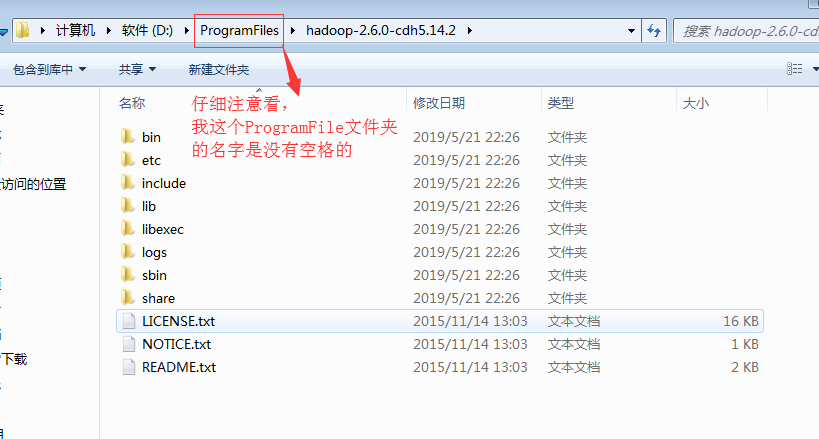 计算机 软件 (D:) ProgramFiles hadoop-2.6.0-cdh5.14.2 搜索 hadoop-2.6.0-cd
包含到库中 共享 新建文件夹
名称 修改日期 类型 大小
仔细注意看，
我这个ProgramFile文件夹
的名字是没有空格的
bin 2019/5/21 22:26 文件夹
etc 2019/5/21 22:26 文件夹
include 2019/5/21 22:26 文件夹
访问的位置
lib 2019/5/21 22:26 文件夹
libexec 2019/5/21 22:26 文件夹
logs 2019/5/21 22:26 文件夹
sbin 2019/5/21 22:26 文件夹
share 2019/5/21 22:26 文件夹
LICENSE.txt 2015/11/14 13:03 文本文档 16 KB
NOTICE.txt 2015/11/14 13:03 文本文档 1 KB
下载
README.txt 2015/11/14 13:03 文本文档 2 KB